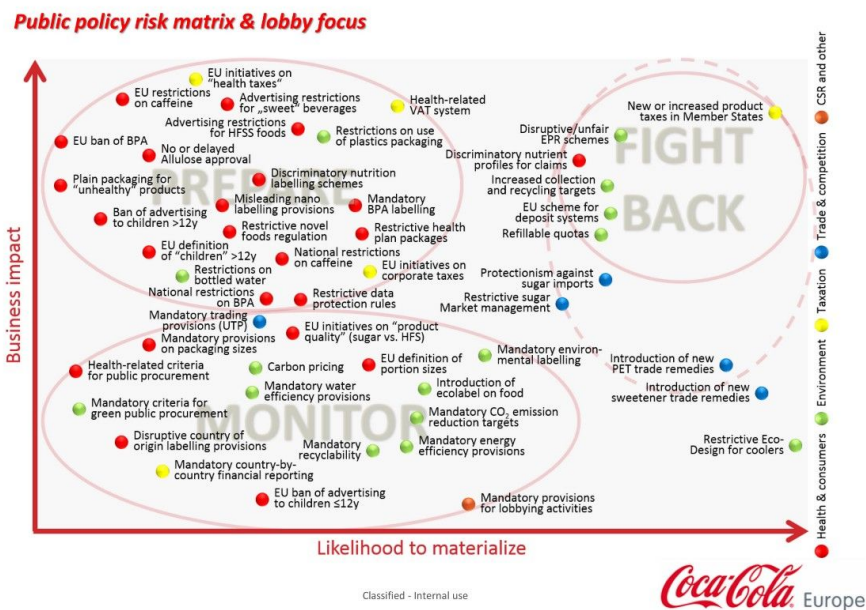 Public policy risk matrix & lobby focus
EU initiatives on
"health taxes"
EU restrictions
on caffeine
Advertising restrictions
for „sweet" beverages
Health-related
VAT system
New or increased product
taxes in Member States
Advertising restrictions
for HFSS foods
Restrictions on use
of plastics packaging
Disruptive/unfair
EPR schemes
FIGHT
BACK
EU ban of BPA
No or delayed
Allulose approval
Discriminatory nutrient
profiles for claims
Plain packaging for
"unhealthy" products
PREPARE
Discriminatory nutrition
labelling schemes
Increased collection
and recycling targets
Misleading nano
labelling provisions
Mandatory
BPA labelling
EU scheme for
deposit systems
Ban of advertising
to children >12y
Restrictive novel
foods regulation
Restrictive health
plan packages
Refillable quotas
EU definition
of "children" >12y
National restrictions
on caffeine
Restrictions on
bottled water
EU initiatives on
corporate taxes
Protectionism against
sugar imports
National restrictions
on BPA
Restrictive data
protection rules
Restrictive sugar
Market management
Mandatory trading
provisions (UTP)
EU initiatives on "product
quality" (sugar vs. HFS)
Mandatory provisions
on packaging sizes
Health-related criteria
for public procurement
Carbon pricing
EU definition of
portion sizes
Mandatory environ-
mental labelling
Introduction of new
PET trade remedies
Mandatory water
efficiency provisions
Introduction of
ecolabel on food
Introduction of new
sweetener trade remedies
Mandatory criteria for
green public procurement
MONITOR
Mandatory CO₂ emission
reduction targets
Disruptive country of
origin labelling provisions
Mandatory
recyclability
Mandatory energy
efficiency provisions
Restrictive Eco-
Design for coolers
Mandatory country-by-
country financial reporting
EU ban of advertising
to children ≤12y
Mandatory provisions
for lobbying activities
Business impact
Likelihood to materialize
Health & consumers
Environment
Taxation
Trade & competition
CSR and other
Classified - Internal use
Coca-Cola Europe